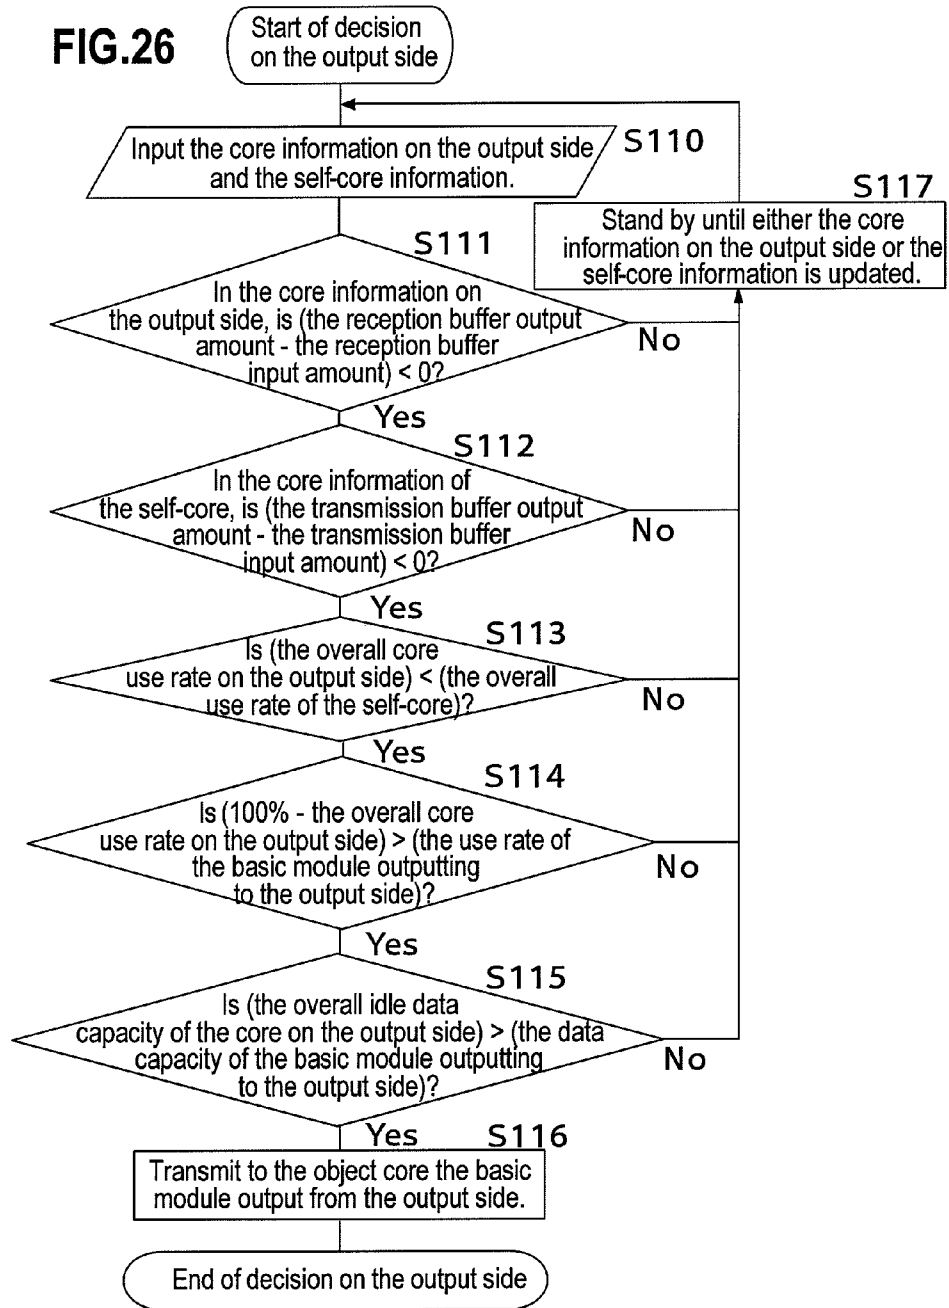 FIG.26
Start of decision
on the output side
Input the core information on the output side
and the self-core information.
S110
S117
Stand by until either the core
information on the output side or the
self-core information is updated.
S111
In the core information on
the output side, is (the reception buffer output
amount - the reception buffer
input amount) < 0?
No
Yes
S112
In the core information of
the self-core, is (the transmission buffer output
amount - the transmission buffer
input amount) < 0?
No
Yes
S113
Is (the overall core
use rate on the output side) < (the overall
use rate of the self-core)?
No
Yes
S114
Is (100% - the overall core
use rate on the output side) > (the use rate of
the basic module outputting
to the output side)?
No
Yes
S115
Is (the overall idle data
capacity of the core on the output side) > (the data
capacity of the basic module outputting
to the output side)?
No
Yes
S116
Transmit to the object core the basic
module output from the output side.
End of decision on the output side